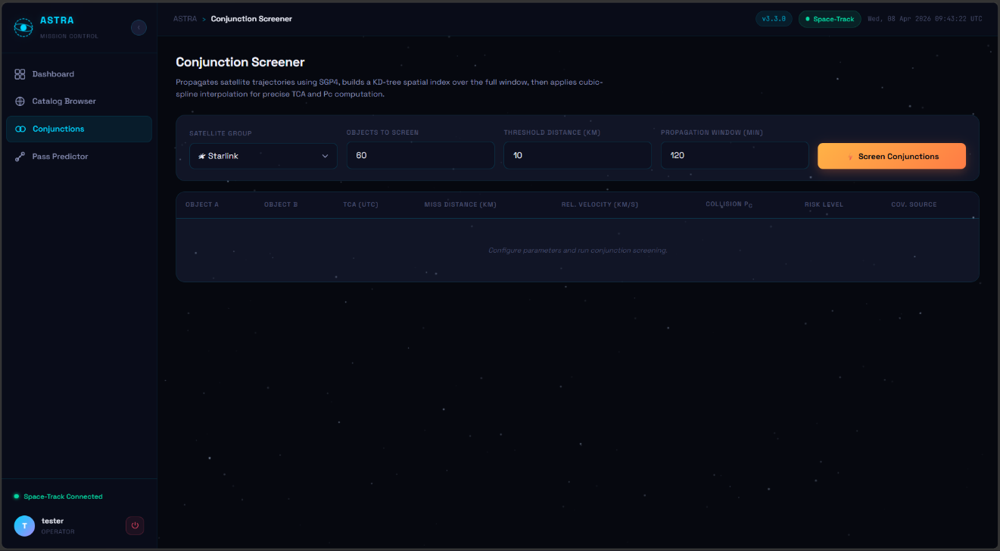 ASTRA
MISSION CONTROL
Dashboard
Catalog Browser
Conjunctions
Pass Predictor
Space-Track Connected
T
tester
OPERATOR
ASTRA > Conjunction Screener
v3.3.0
Space-Track
Wed, 08 Apr 2026 09:43:22 UTC
Conjunction Screener
Propagates satellite trajectories using SGP4, builds a KD-tree spatial index over the full window, then applies cubic-
spline interpolation for precise TCA and Pc computation.
SATELLITE GROUP
Starlink
OBJECTS TO SCREEN
60
THRESHOLD DISTANCE (KM)
10
PROPAGATION WINDOW (MIN)
120
Screen Conjunctions
OBJECT A OBJECT B TCA (UTC) MISS DISTANCE (KM) REL. VELOCITY (KM/S) COLLISION PC RISK LEVEL COV. SOURCE
Configure parameters and run conjunction screening.